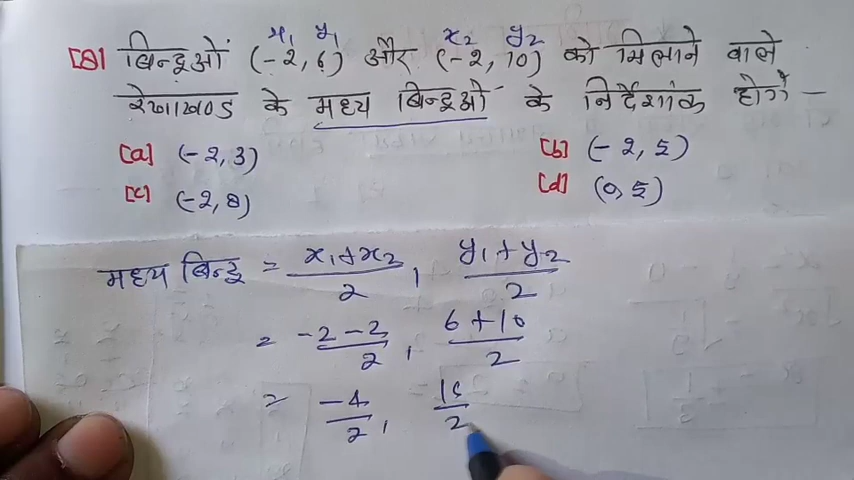 x₁ y₁ x₂ y₂
[8] बिन्दुओं (-2, 6) और (-2, 10) को मिलाने वाले
रेखाखण्ड के मध्य बिन्दुओ के निर्देशांक होगें -
[a] (-2, 3) [b] (-2, 5)
[c] (-2, 8) [d] (0, 5)
मध्य बिन्दु = x₁+x₂/2, y₁+y₂/2
= -2-2/2, 6+10/2
= -4/2, 16/2